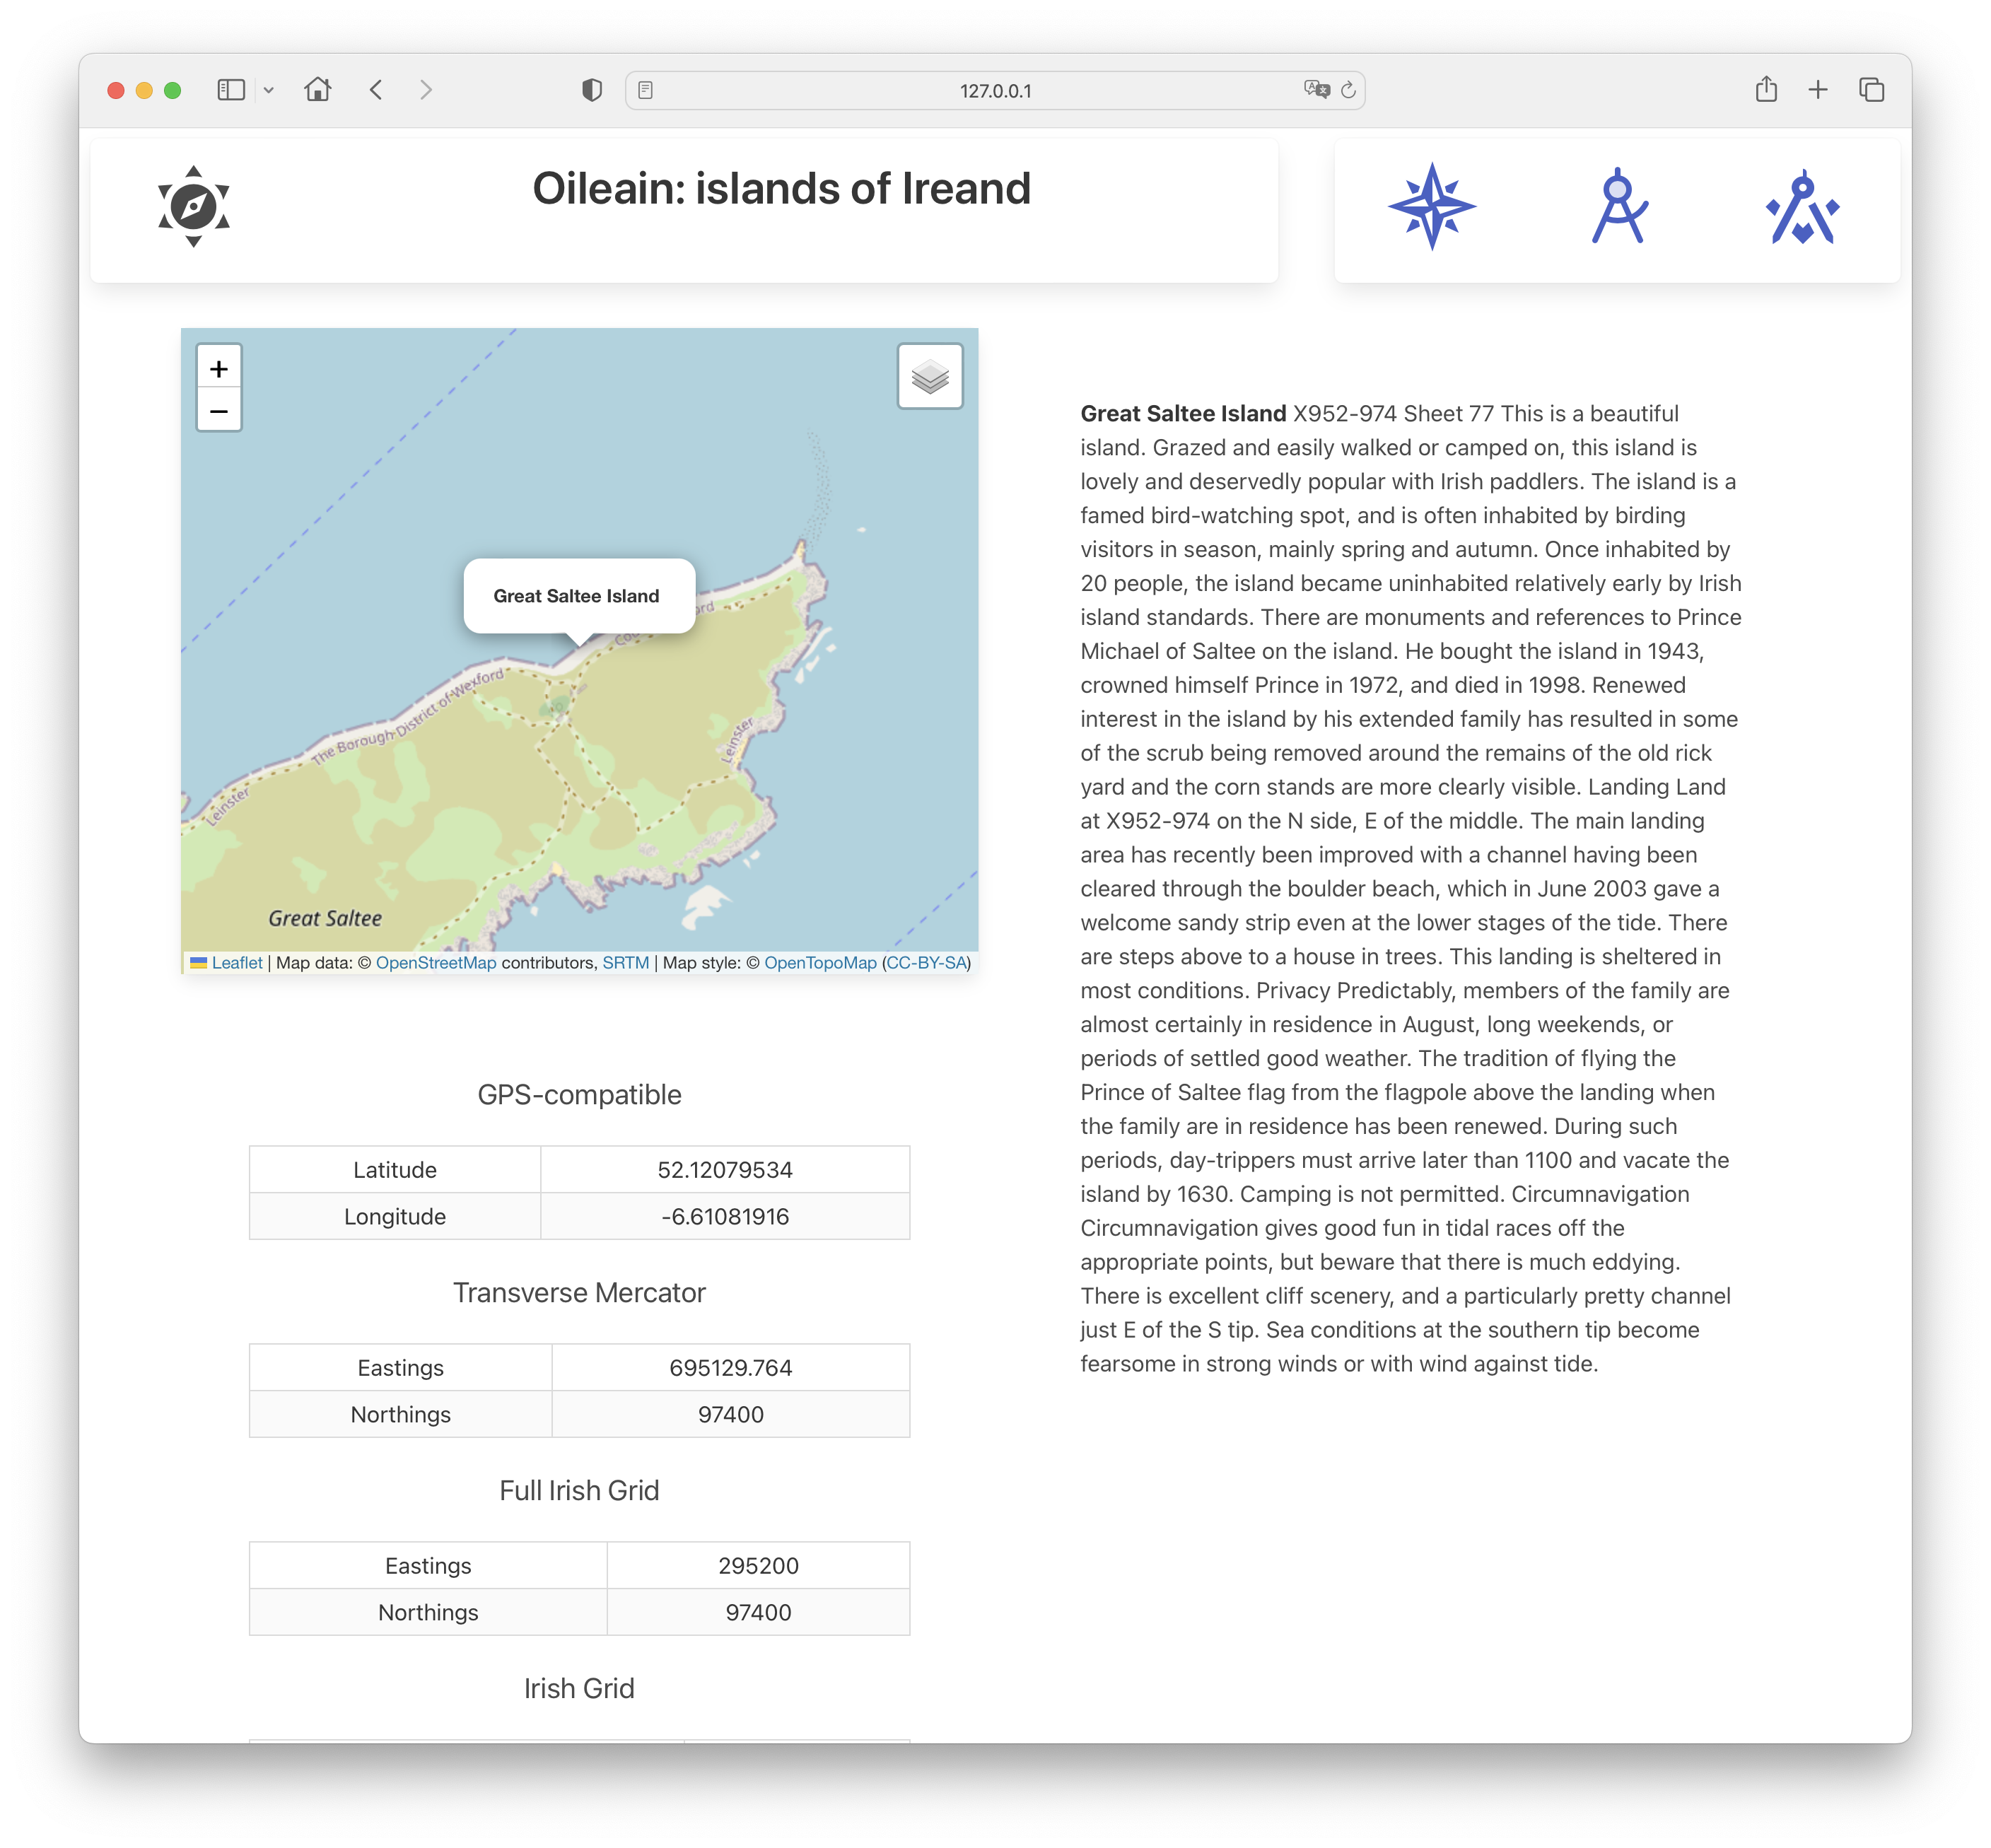 127.0.0.1
Oileain: islands of Ireand
+
−
Great Saltee Island
The Borough District of Wexford
Leinster
Leinster
Great Saltee
Leaflet | Map data: © OpenStreetMap contributors, SRTM | Map style: © OpenTopoMap (CC-BY-SA)
GPS-compatible
Latitude 52.12079534
Longitude -6.61081916
Transverse Mercator
Eastings 695129.764
Northings 97400
Full Irish Grid
Eastings 295200
Northings 97400
Irish Grid
Great Saltee Island X952-974 Sheet 77 This is a beautiful
island. Grazed and easily walked or camped on, this island is
lovely and deservedly popular with Irish paddlers. The island is a
famed bird-watching spot, and is often inhabited by birding
visitors in season, mainly spring and autumn. Once inhabited by
20 people, the island became uninhabited relatively early by Irish
island standards. There are monuments and references to Prince
Michael of Saltee on the island. He bought the island in 1943,
crowned himself Prince in 1972, and died in 1998. Renewed
interest in the island by his extended family has resulted in some
of the scrub being removed around the remains of the old rick
yard and the corn stands are more clearly visible. Landing Land
at X952-974 on the N side, E of the middle. The main landing
area has recently been improved with a channel having been
cleared through the boulder beach, which in June 2003 gave a
welcome sandy strip even at the lower stages of the tide. There
are steps above to a house in trees. This landing is sheltered in
most conditions. Privacy Predictably, members of the family are
almost certainly in residence in August, long weekends, or
periods of settled good weather. The tradition of flying the
Prince of Saltee flag from the flagpole above the landing when
the family are in residence has been renewed. During such
periods, day-trippers must arrive later than 1100 and vacate the
island by 1630. Camping is not permitted. Circumnavigation
Circumnavigation gives good fun in tidal races off the
appropriate points, but beware that there is much eddying.
There is excellent cliff scenery, and a particularly pretty channel
just E of the S tip. Sea conditions at the southern tip become
fearsome in strong winds or with wind against tide.